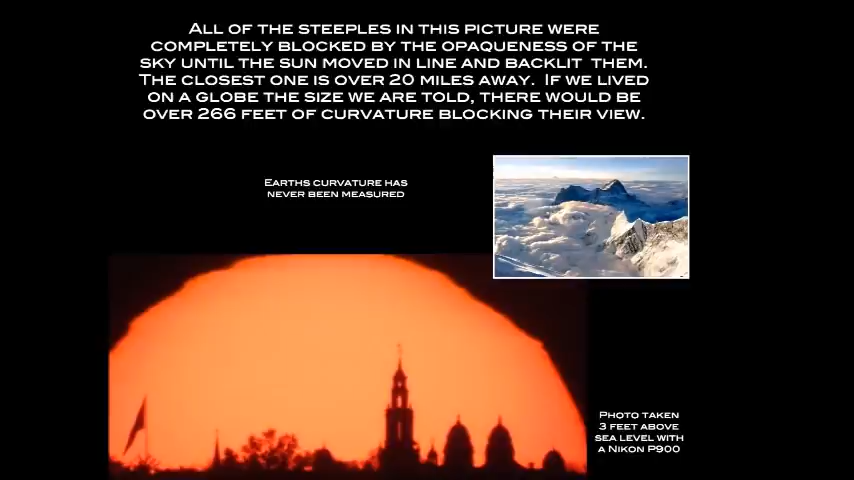 ALL OF THE STEEPLES IN THIS PICTURE WERE
COMPLETELY BLOCKED BY THE OPAQUENESS OF THE
SKY UNTIL THE SUN MOVED IN LINE AND BACKLIT THEM.
THE CLOSEST ONE IS OVER 20 MILES AWAY. IF WE LIVED
ON A GLOBE THE SIZE WE ARE TOLD, THERE WOULD BE
OVER 266 FEET OF CURVATURE BLOCKING THEIR VIEW.
EARTHS CURVATURE HAS
NEVER BEEN MEASURED
PHOTO TAKEN
3 FEET ABOVE
SEA LEVEL WITH
A NIKON P900